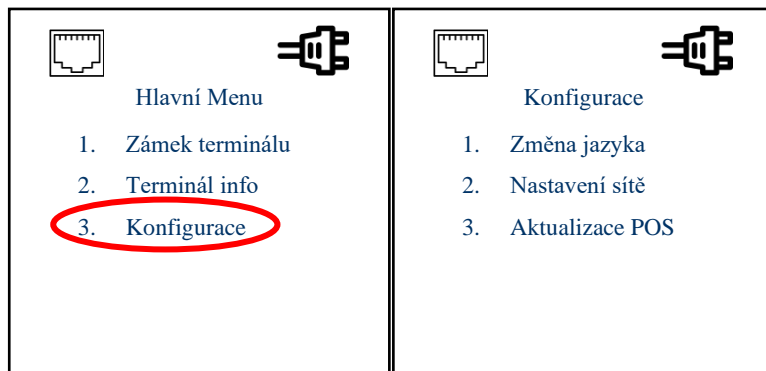 Hlavní Menu
1. Zámek terminálu
2. Terminál info
3. Konfigurace
Konfigurace
1. Změna jazyka
2. Nastavení sítě
3. Aktualizace POS